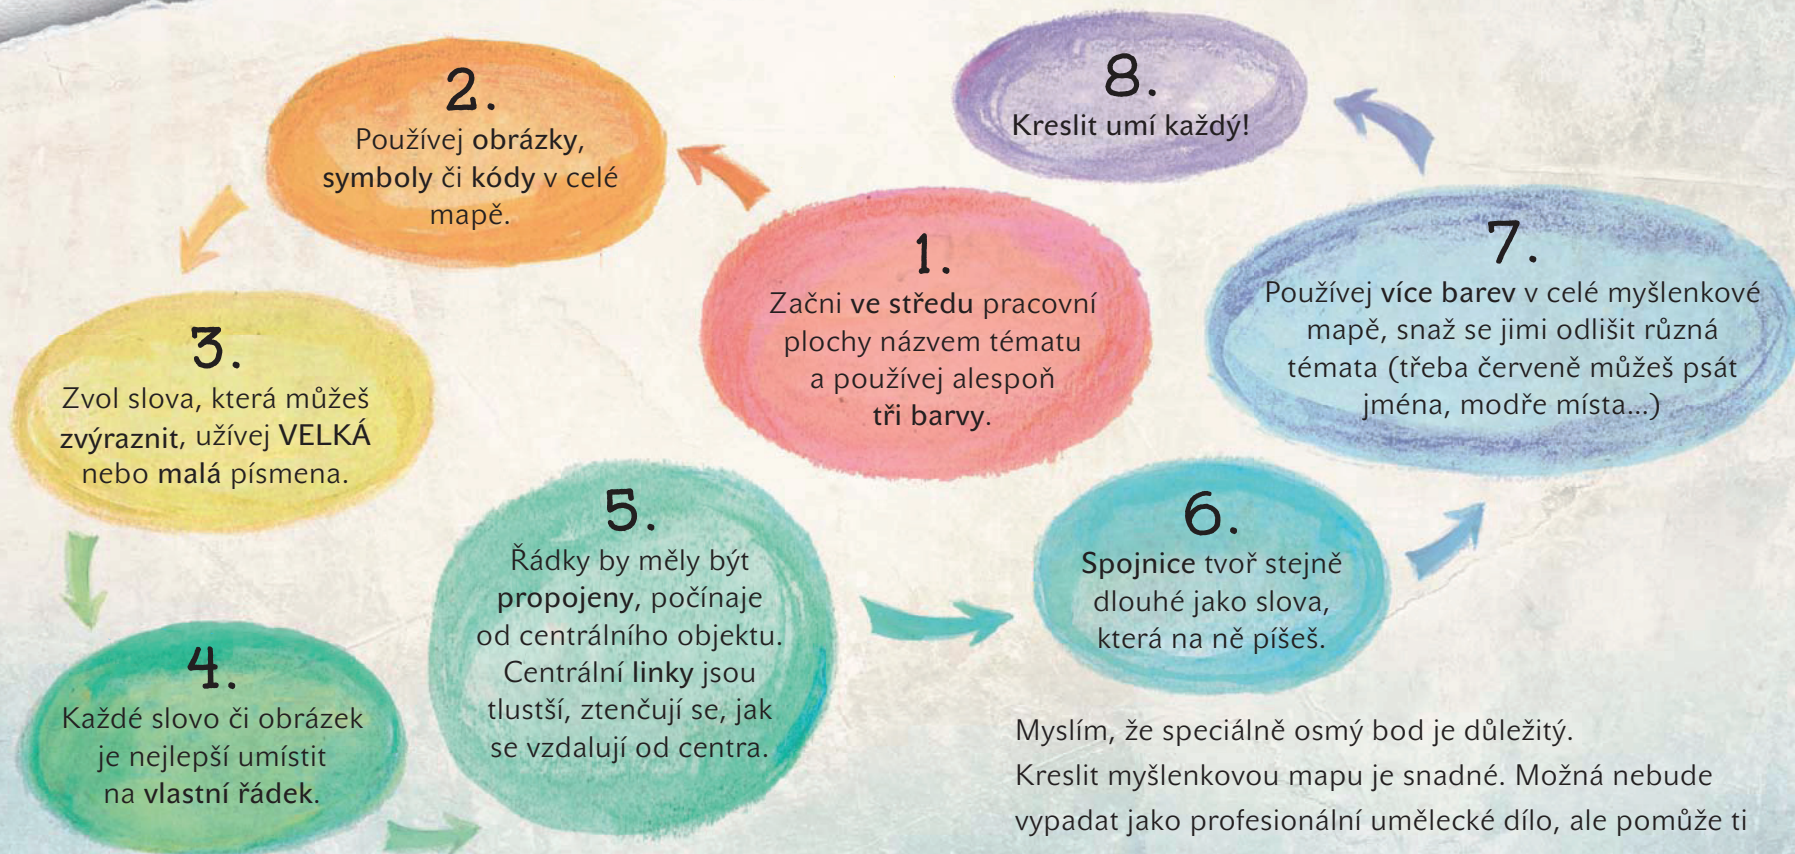 1.
Začni ve středu pracovní
plochy názvem tématu
a používej alespoň
tři barvy.
2.
Používej obrázky,
symboly či kódy v celé
mapě.
3.
Zvol slova, která můžeš
zvýraznit, užívej VELKÁ
nebo malá písmena.
4.
Každé slovo či obrázek
je nejlepší umístit
na vlastní řádek.
5.
Řádky by měly být
propojeny, počínaje
od centrálního objektu.
Centrální linky jsou
tlustší, ztenčují se, jak
se vzdalují od centra.
6.
Spojnice tvoř stejně
dlouhé jako slova,
která na ně píšeš.
7.
Používej více barev v celé myšlenkové
mapě, snaž se jimi odlišit různá
témata (třeba červeně můžeš psát
jména, modře místa...)
8.
Kreslit umí každý!
Myslím, že speciálně osmý bod je důležitý.
Kreslit myšlenkovou mapu je snadné. Možná nebude
vypadat jako profesionální umělecké dílo, ale pomůže ti